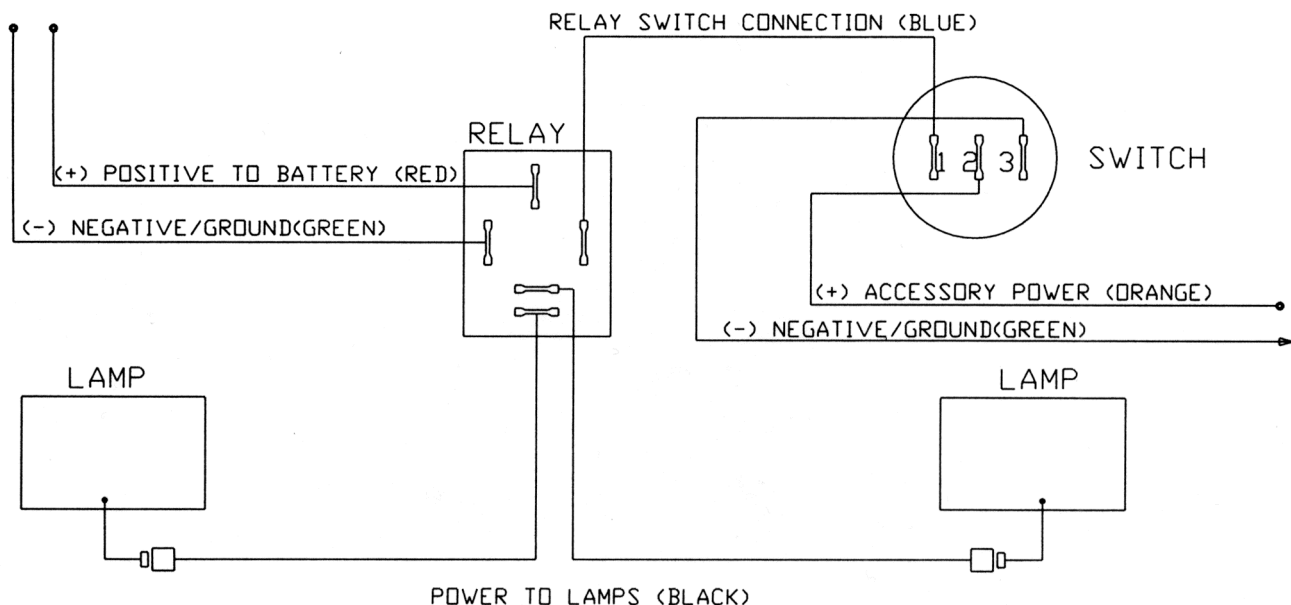 RELAY SWITCH CONNECTION (BLUE)
RELAY
1 2 3
SWITCH
(+) POSITIVE TO BATTERY (RED)
(-) NEGATIVE/GROUND(GREEN)
(+) ACCESSORY POWER (ORANGE)
(-) NEGATIVE/GROUND(GREEN)
LAMP
LAMP
POWER TO LAMPS (BLACK)